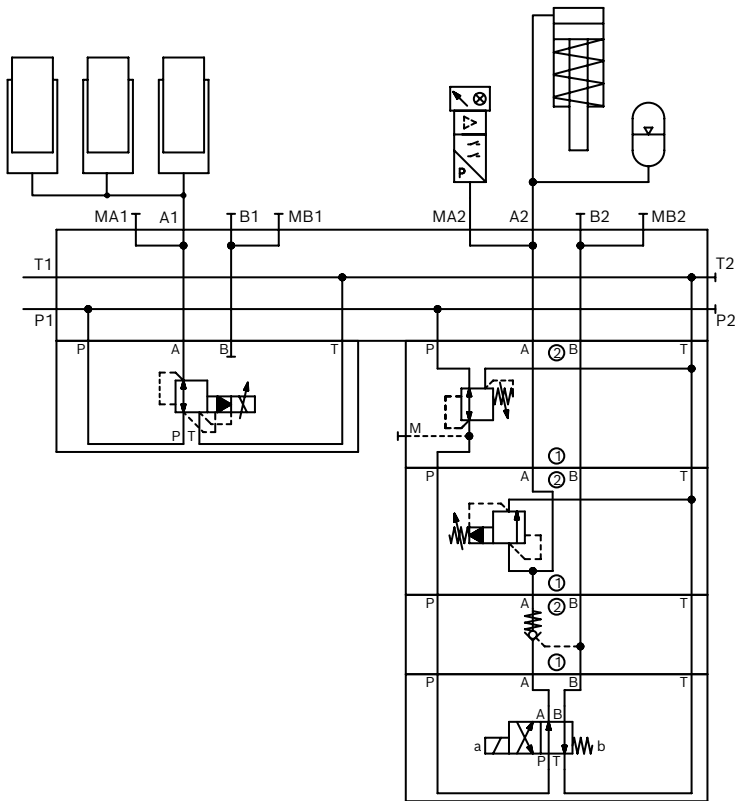 P
MA1 A1 B1 MB1 MA2 A2 B2 MB2
T1 T2
P1 P2
P A B T P A ② B T
P T
M
①
P A ② B T
①
P A ② B T
①
P A B T
A B
a b
P T